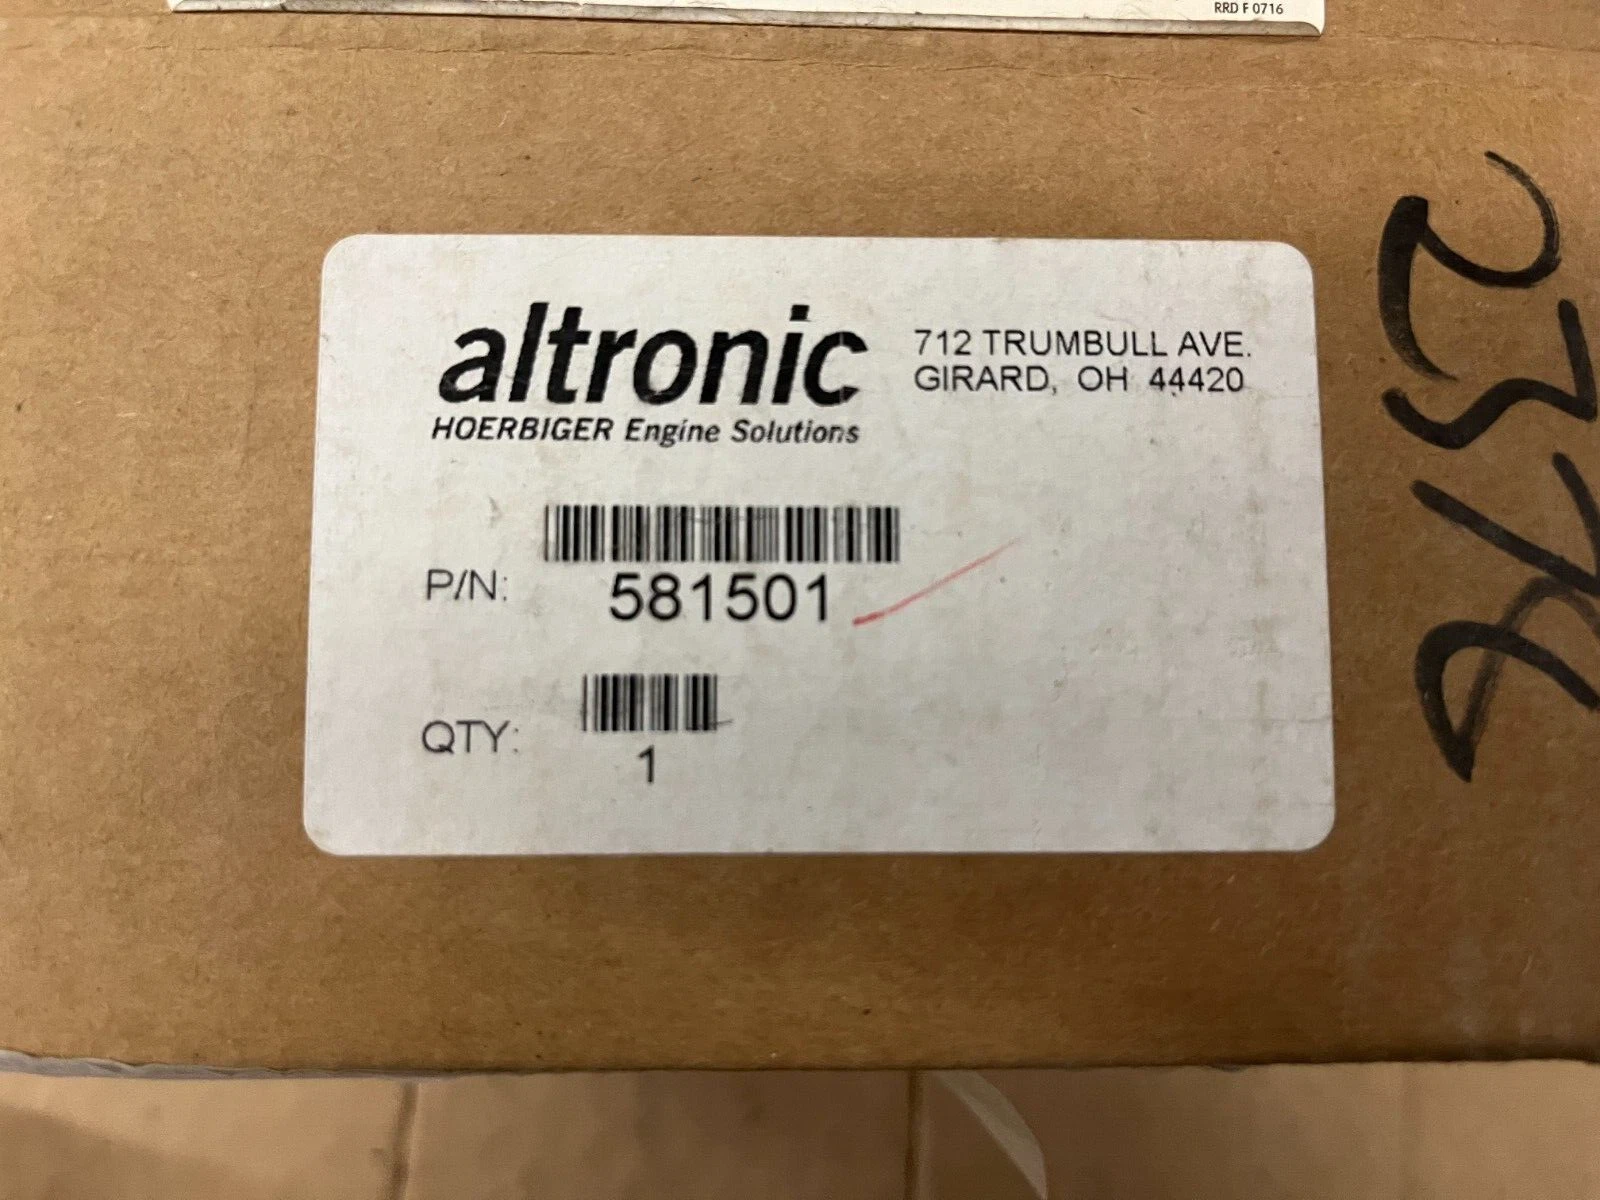 RRD F 0716
altronic
HOERBIGER Engine Solutions
712 TRUMBULL AVE.
GIRARD, OH 44420
P/N:
581501
QTY:
1